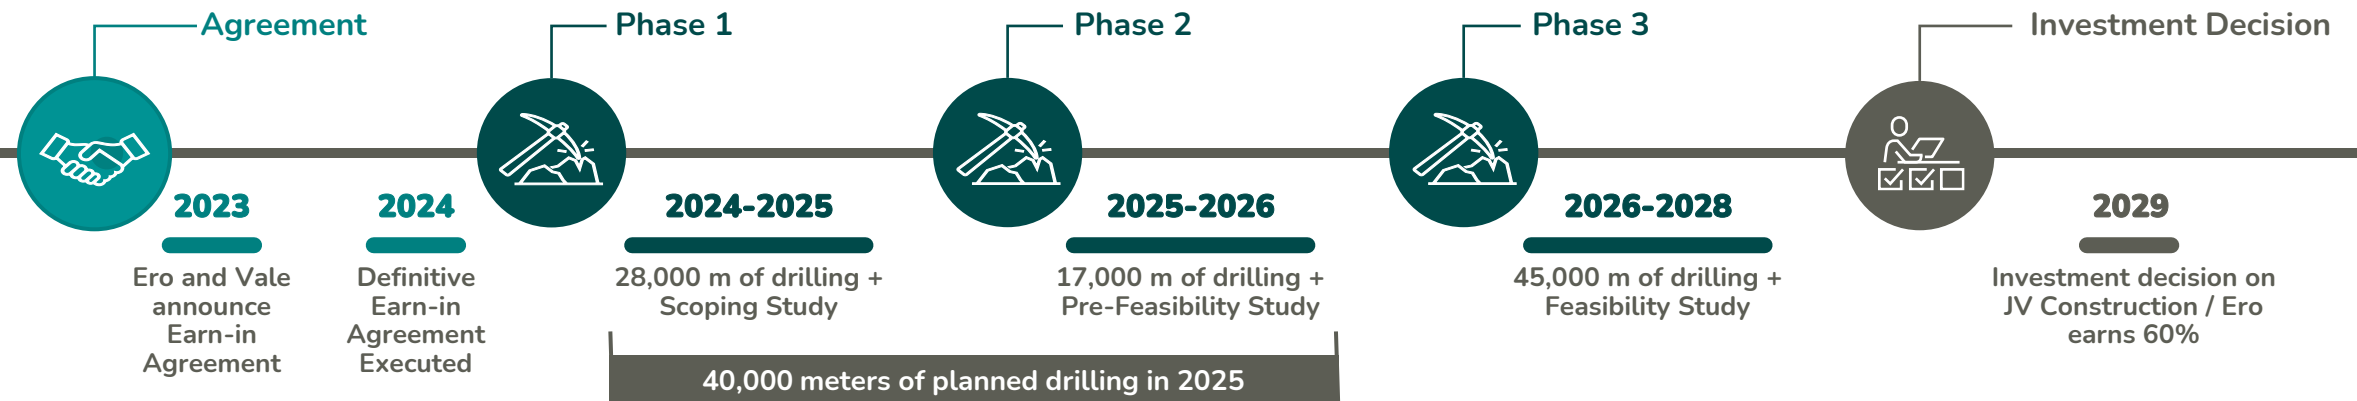 Agreement
Phase 1
Phase 2
Phase 3
Investment Decision
2023
Ero and Vale
announce
Earn-in
Agreement
2024
Definitive
Earn-in
Agreement
Executed
2024-2025
28,000 m of drilling +
Scoping Study
2025-2026
17,000 m of drilling +
Pre-Feasibility Study
40,000 meters of planned drilling in 2025
2026-2028
45,000 m of drilling +
Feasibility Study
2029
Investment decision on
JV Construction / Ero
earns 60%